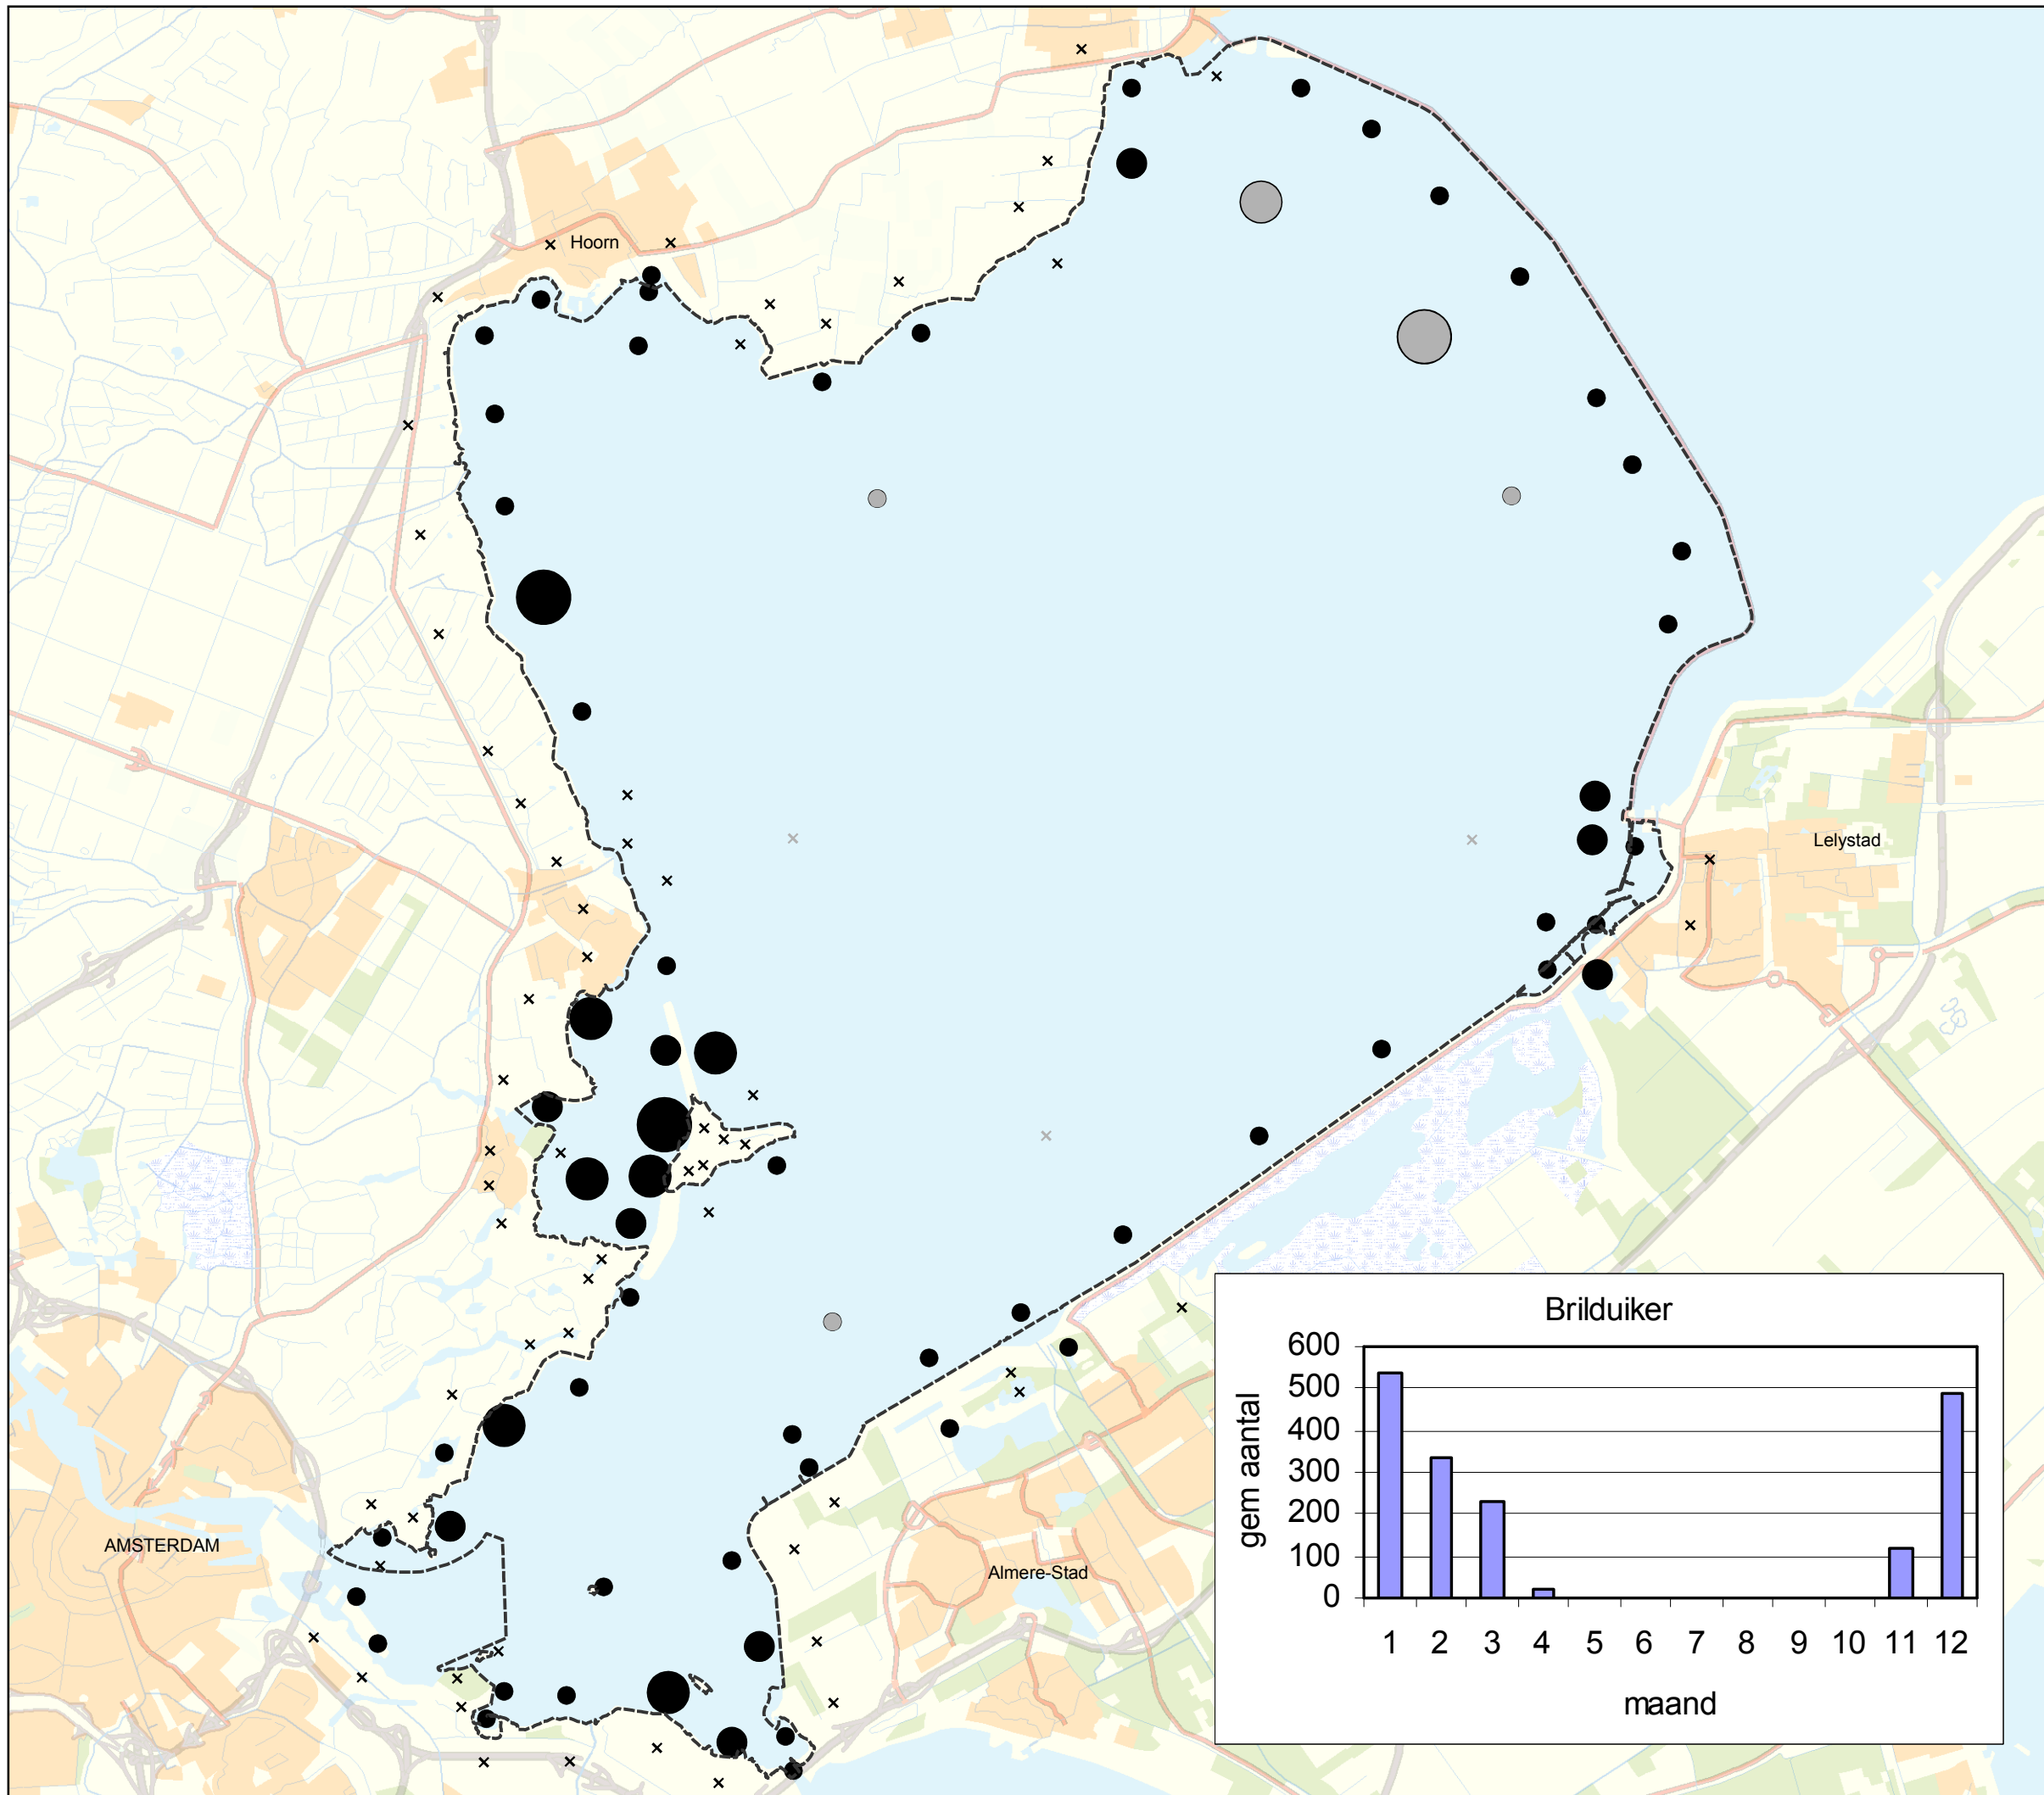 Hoorn
Lelystad
AMSTERDAM
Almere-Stad
Brilduiker
gem aantal
600
500
400
300
200
100
0
1 2 3 4 5 6 7 8 9 10 11 12
maand